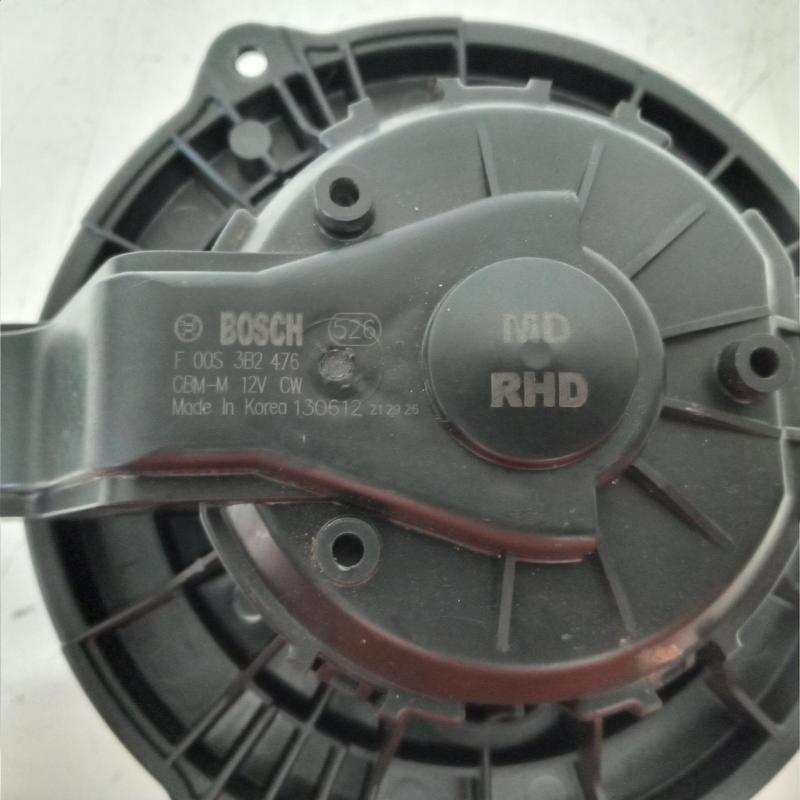 BOSCH 526
F 00S 3B2 476
CBM-M 12V CW
Made In Korea 130612 212925
MD
RHD